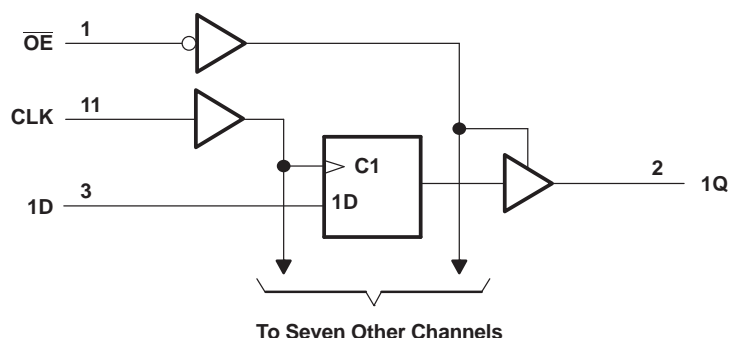 OE
1
CLK
11
C1
1D
3
1D
2
1Q
To Seven Other Channels